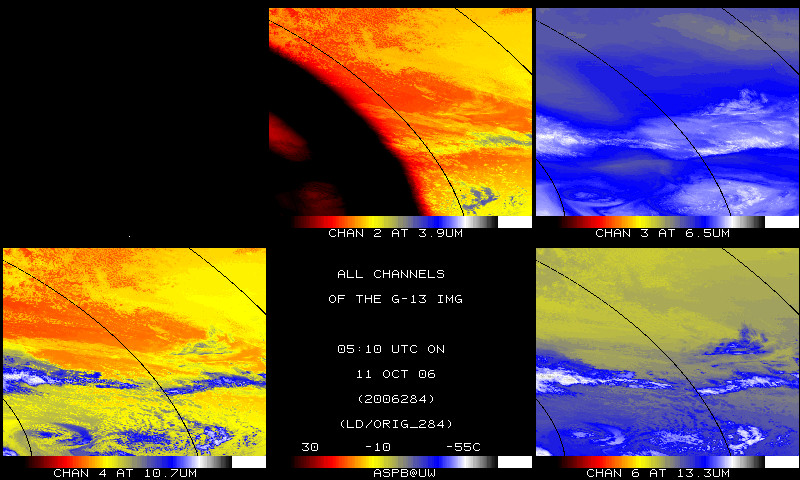 CHAN 2 AT 3.9UM
CHAN 3 AT 6.5UM
ALL CHANNELS
OF THE G-13 IMG
05:10 UTC ON
11 OCT 06
(2006284)
(LD/ORIG_284)
30 -10 -55C
CHAN 4 AT 10.7UM
ASPB@UW
CHAN 6 AT 13.3UM